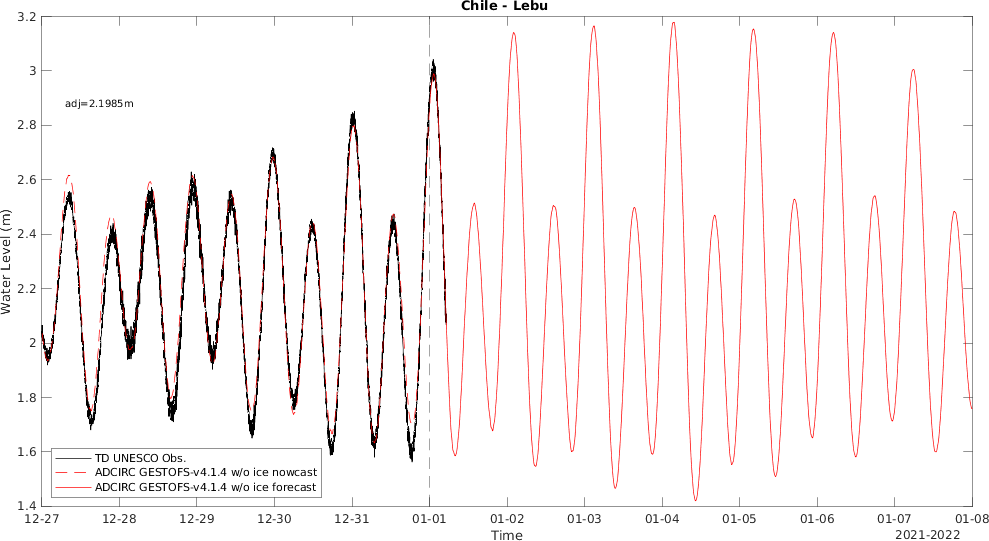 Chile - Lebu
3.2
3
adj=2.1985m
2.8
2.6
2.4
Water Level (m)
2.2
2
1.8
1.6
TD UNESCO Obs.
ADCIRC GESTOFS-v4.1.4 w/o ice nowcast
ADCIRC GESTOFS-v4.1.4 w/o ice forecast
1.4
12-27 12-28 12-29 12-30 12-31 01-01 01-02 01-03 01-04 01-05 01-06 01-07 01-08
Time
2021-2022